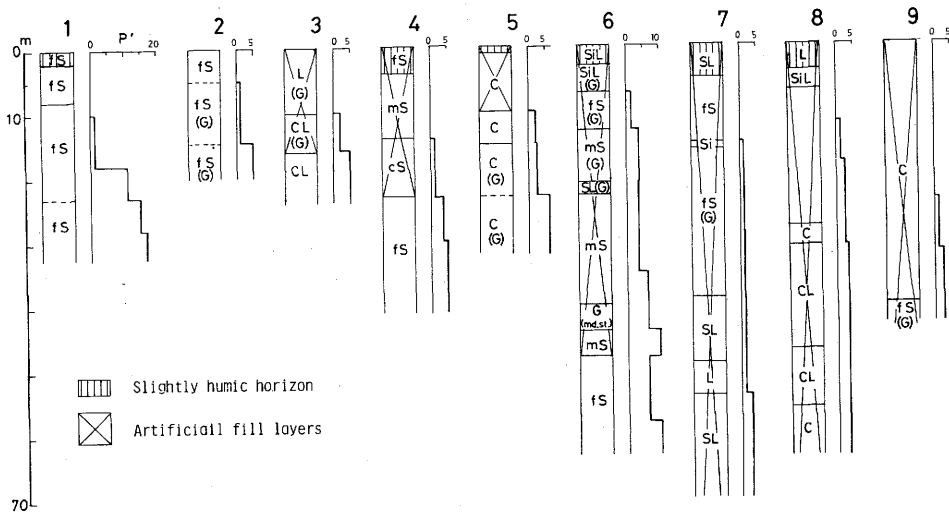 1 2 3 4 5 6 7 8 9
m
0
10
70
0 P' 20
0 5
0 5
0 5
0 5
0 10
0 5
0 5
0 5
fS
fS
fS
fS
fS
fS
(G)
fS
(G)
L
(G)
CL
(G)
CL
fS
mS
cS
fS
C
C
C
(G)
C
(G)
SiL
SiL
(G)
fS
(G)
mS
(G)
SL(G)
mS
G
(md.st.)
mS
fS
SL
fS
Si
fS
(G)
SL
L
SL
L
SiL
C
CL
CL
C
C
fS
(G)
Slightly humic horizon
Artificiail fill layers